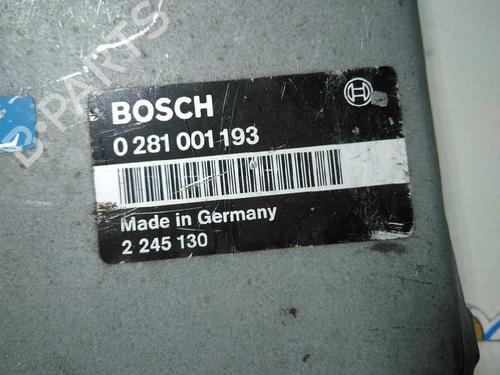 B-PARTS
BOSCH
0 281 001 193
Made in Germany
2 245 130